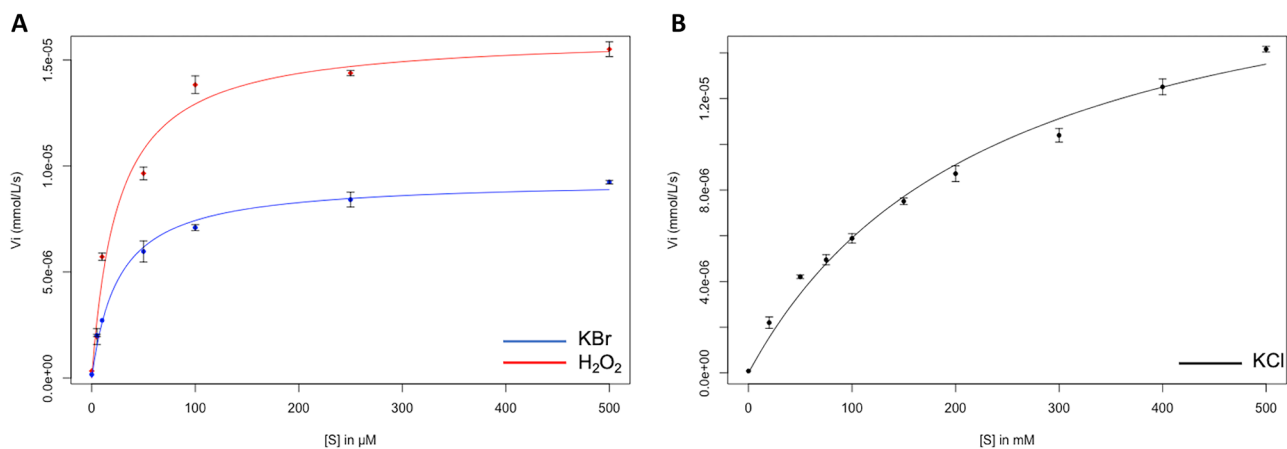 A
Vi (mmol/L/s)
0.0e+00
5.0e-06
1.0e-05
1.5e-05
0
100
200
300
400
500
[S] in µM
KBr
H₂O₂
B
Vi (mmol/L/s)
0.0e+00
4.0e-06
8.0e-06
1.2e-05
0
100
200
300
400
500
[S] in mM
KCl